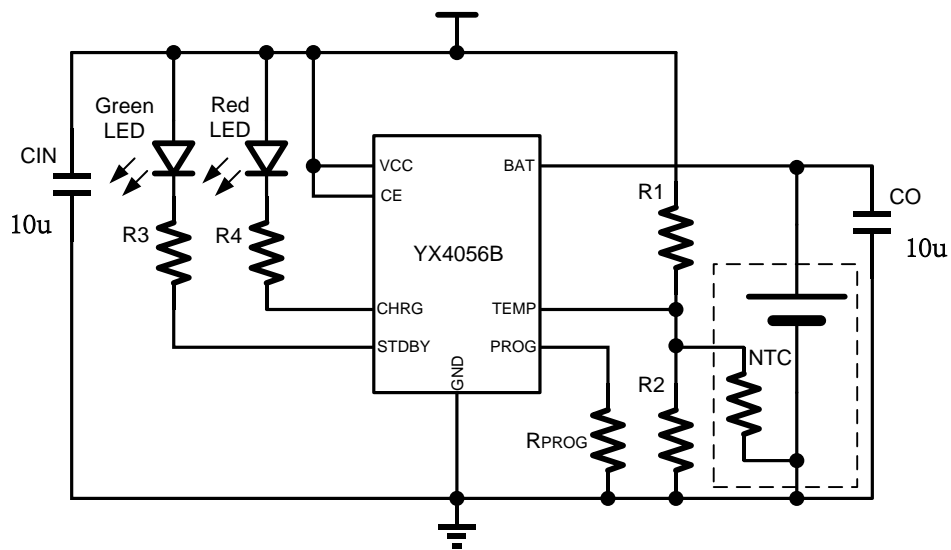 Green
LED
Red
LED
CIN
10u
R3
R4
VCC
CE
BAT
YX4056B
CHRG
STDBY
TEMP
PROG
GND
R1
R2
RPROG
NTC
CO
10u